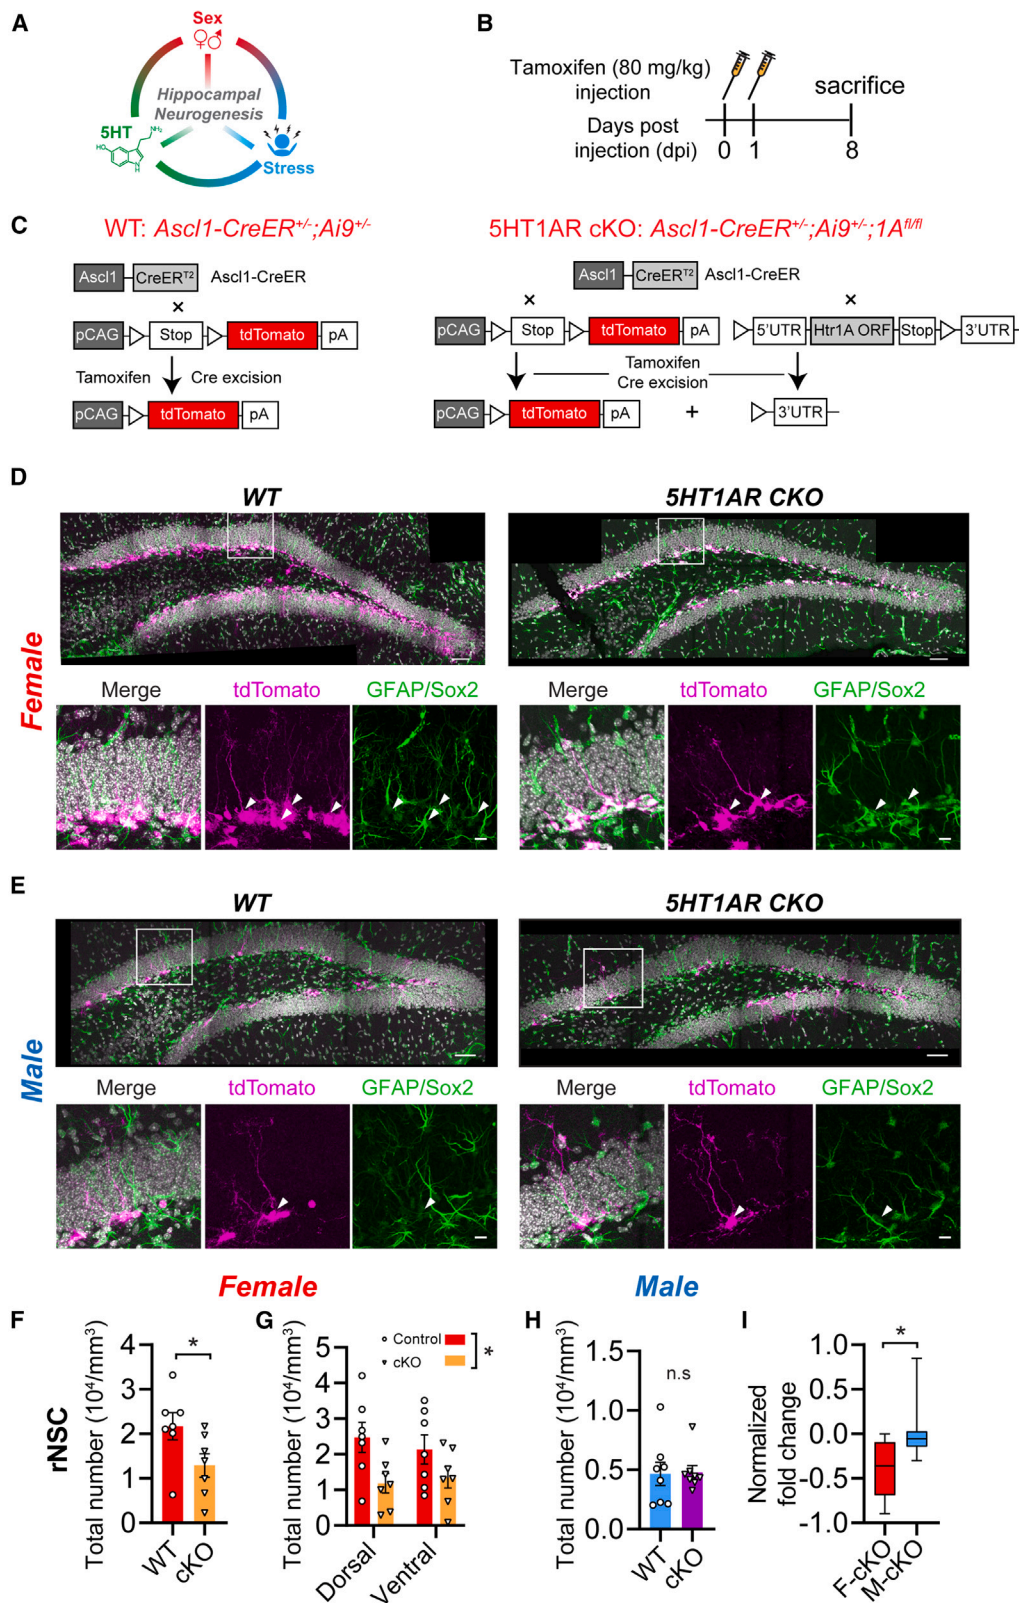 A
Sex
Hippocampal
Neurogenesis
5HT
HO
NH₂
N
H
Stress
B
Tamoxifen (80 mg/kg)
injection
sacrifice
Days post
injection (dpi)
0 1 8
C
WT: Ascl1-CreER+/-;Ai9+/-
Ascl1 CreERT2 Ascl1-CreER
×
pCAG Stop tdTomato pA
Tamoxifen Cre excision
pCAG tdTomato pA
5HT1AR cKO: Ascl1-CreER+/-;Ai9+/-;1Afl/fl
Ascl1 CreERT2 Ascl1-CreER
× ×
pCAG Stop tdTomato pA 5'UTR Htr1A ORF Stop 3'UTR
Tamoxifen
Cre excision
pCAG tdTomato pA + 3'UTR
D
WT 5HT1AR CKO
Female
Merge tdTomato GFAP/Sox2 Merge tdTomato GFAP/Sox2
E
WT 5HT1AR CKO
Male
Merge tdTomato GFAP/Sox2 Merge tdTomato GFAP/Sox2
Female Male
rNSC
F
Total number (10⁴/mm³)
4
3
2
1
0
*
WT cKO
G
Total number (10⁴/mm³)
5
4
3
2
1
0
Control
cKO
*
Dorsal Ventral
H
Total number (10⁴/mm³)
1.5
1.0
0.5
0.0
n.s
WT cKO
I
Normalized
fold change
1.0
0.5
0.0
-0.5
-1.0
*
F-cKO M-cKO